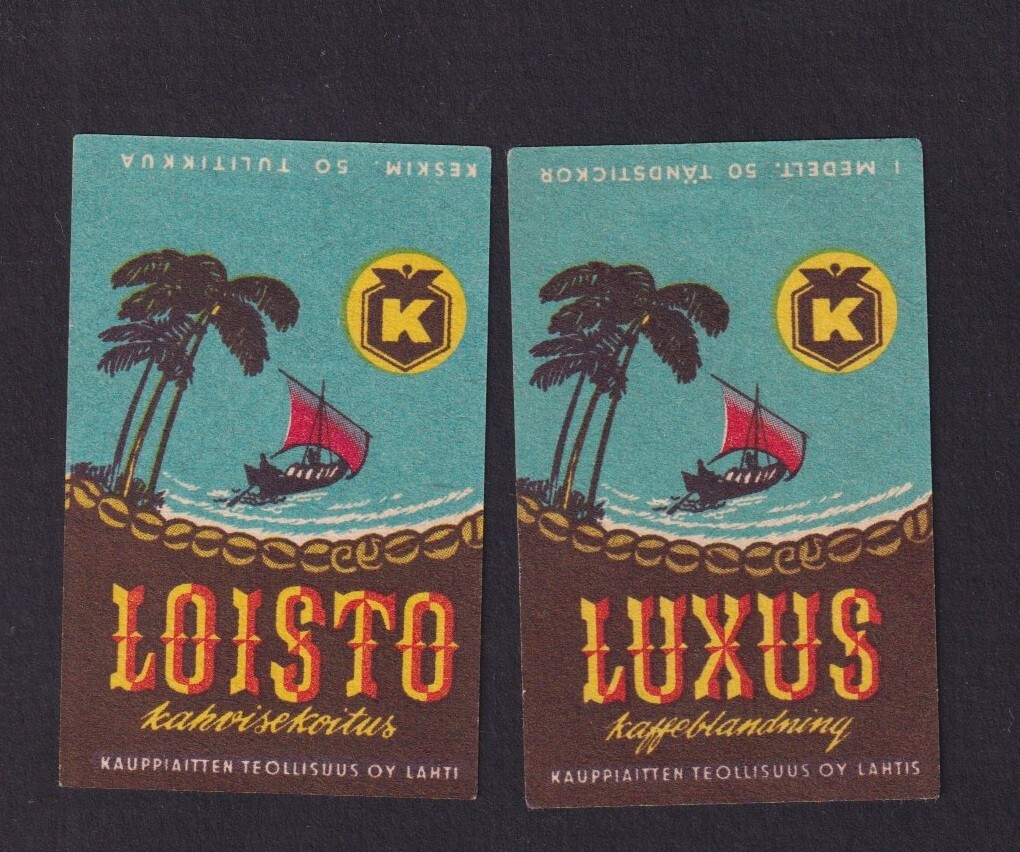 KESKIM. 50 TULITIKKUA
K
LOISTO
kahvisekoitus
KAUPPIAITTEN TEOLLISUUS OY LAHTI
I MEDELT. 50 TÄNDSTICKOR
K
LUXUS
kaffeblandning
KAUPPIAITTEN TEOLLISUUS OY LAHTIS